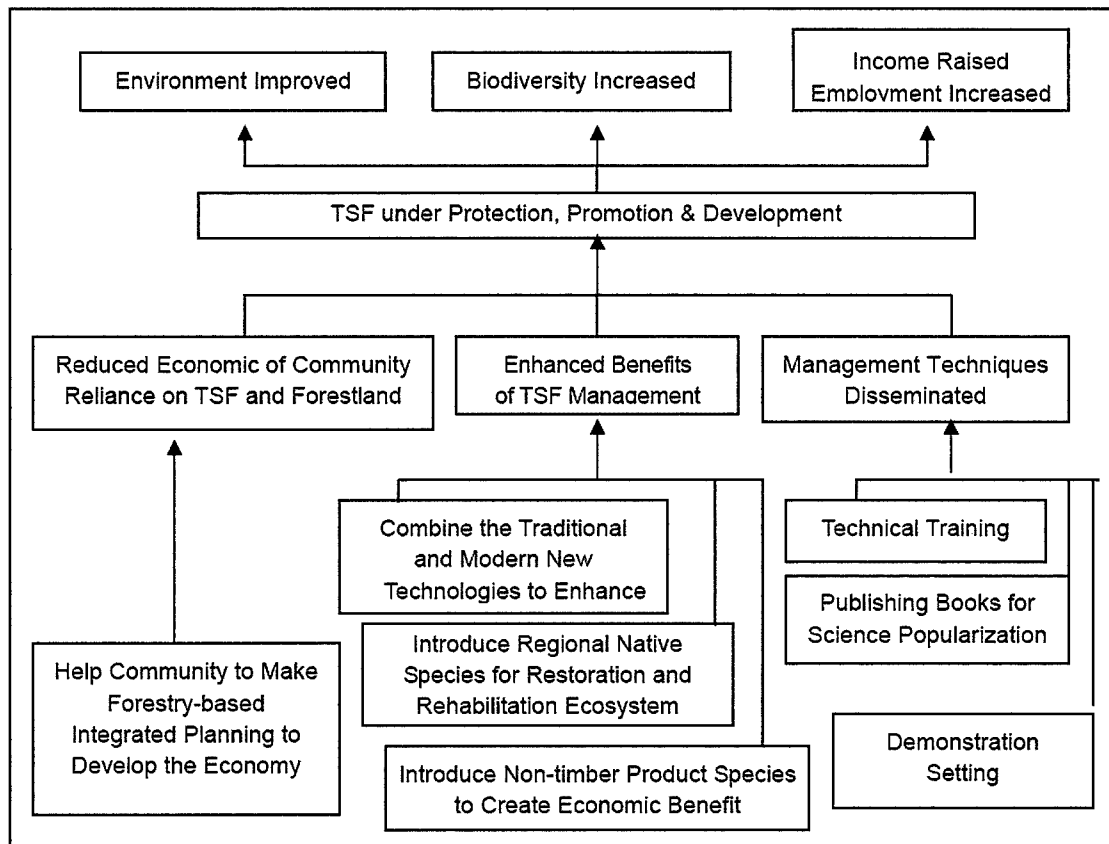 Environment Improved
Biodiversity Increased
Income Raised
Employment Increased
TSF under Protection, Promotion & Development
Reduced Economic of Community
Reliance on TSF and Forestland
Enhanced Benefits
of TSF Management
Management Techniques
Disseminated
Combine the Traditional
and Modern New
Technologies to Enhance
Technical Training
Publishing Books for
Science Popularization
Introduce Regional Native
Species for Restoration and
Rehabilitation Ecosystem
Help Community to Make
Forestry-based
Integrated Planning to
Develop the Economy
Introduce Non-timber Product Species
to Create Economic Benefit
Demonstration
Setting